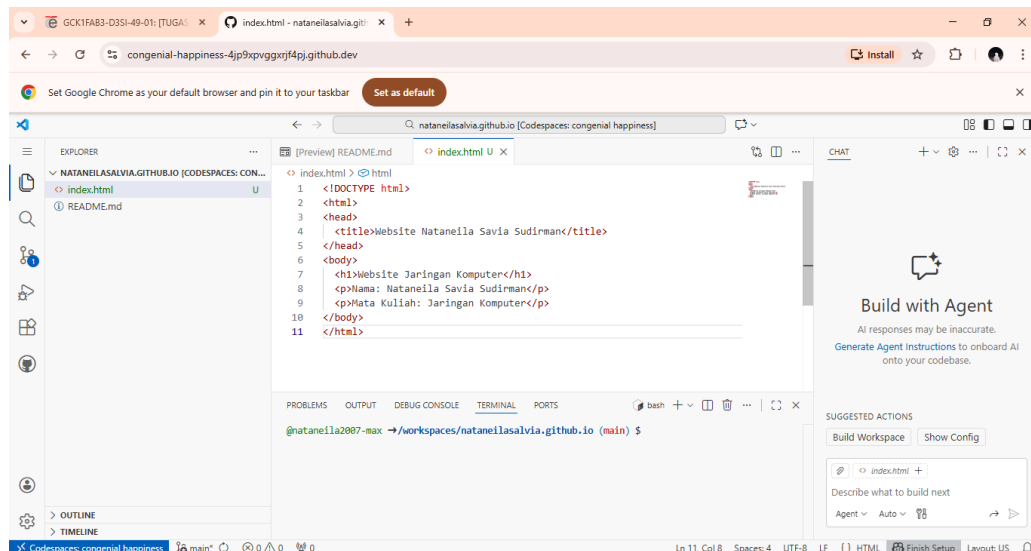 GCK1FAB3-D3SI-49-01: [TUGAS
index.html - nataneilasalvia.gith
congenial-happiness-4jp9xpvggxrjf4pj.github.dev
Install
Set Google Chrome as your default browser and pin it to your taskbar
Set as default
nataneilasalvia.github.io [Codespaces: congenial happiness]
EXPLORER
NATANEILASALVIA.GITHUB.IO [CODESPACES: CON...
index.html U
README.md
OUTLINE
TIMELINE
[Preview] README.md
index.html U
index.html > html
1 <!DOCTYPE html>
2 <html>
3 <head>
4 <title>Website Nataneila Savia Sudirman</title>
5 </head>
6 <body>
7 <h1>Website Jaringan Komputer</h1>
8 <p>Nama: Nataneila Savia Sudirman</p>
9 <p>Mata Kuliah: Jaringan Komputer</p>
10 </body>
11 </html>
PROBLEMS OUTPUT DEBUG CONSOLE TERMINAL PORTS
bash
@nataneila2007-max →/workspaces/nataneilasalvia.github.io (main) $
CHAT
Build with Agent
AI responses may be inaccurate.
Generate Agent Instructions to onboard AI
onto your codebase.
SUGGESTED ACTIONS
Build Workspace Show Config
index.html
Describe what to build next
Agent Auto
Codespaces: congenial happiness main* 0 0 0 Ln 11, Col 8 Spaces: 4 UTF-8 LF {} HTML Finish Setup Layout: US